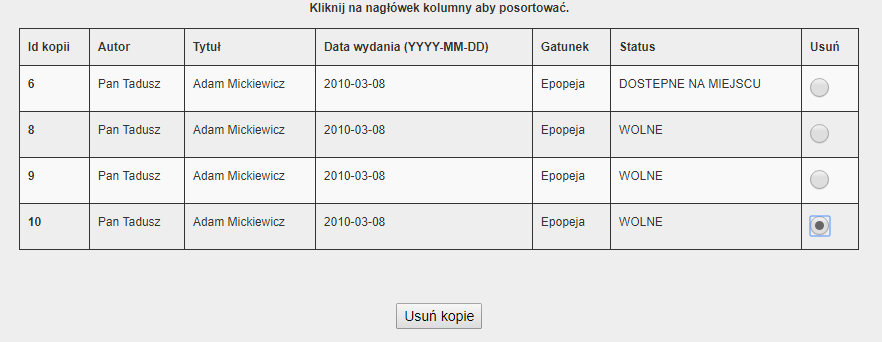 Kliknij na nagłówek kolumny aby posortować.
Id kopii Autor Tytuł Data wydania (YYYY-MM-DD) Gatunek Status Usuń
6 Pan Tadusz Adam Mickiewicz 2010-03-08 Epopeja DOSTEPNE NA MIEJSCU
8 Pan Tadusz Adam Mickiewicz 2010-03-08 Epopeja WOLNE
9 Pan Tadusz Adam Mickiewicz 2010-03-08 Epopeja WOLNE
10 Pan Tadusz Adam Mickiewicz 2010-03-08 Epopeja WOLNE
Usuń kopie